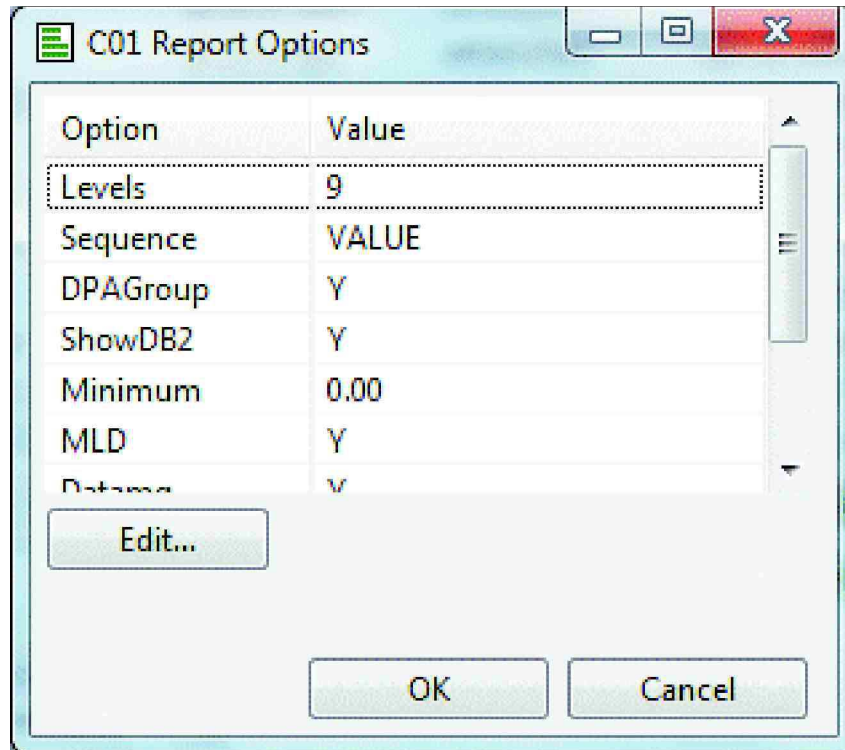 C01 Report Options
Option Value
Levels 9
Sequence VALUE
DPAGroup Y
ShowDB2 Y
Minimum 0.00
MLD Y
Edit...
OK Cancel